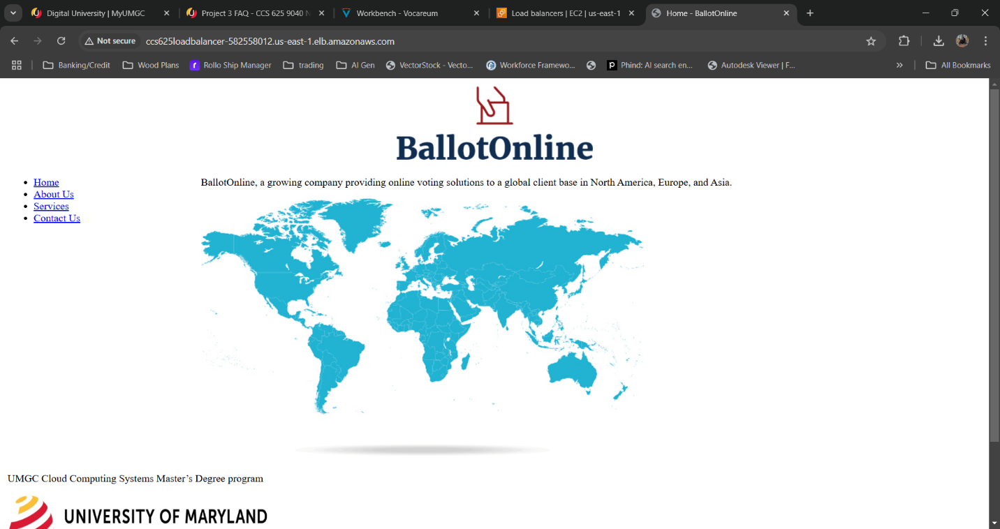 Digital University | MyUMGC
Project 3 FAQ - CCS 625 9040 N
Workbench - Vocareum
Load balancers | EC2 | us-east-1
Home - BallotOnline
Not secure
ccs625loadbalancer-582558012.us-east-1.elb.amazonaws.com
Banking/Credit
Wood Plans
r
Rollo Ship Manager
trading
AI Gen
VectorStock - Vecto...
Workforce Framewo...
P
Phind: AI search en...
Autodesk Viewer | F...
All Bookmarks
BallotOnline
Home
About Us
Services
Contact Us
BallotOnline, a growing company providing online voting solutions to a global client base in North America, Europe, and Asia.
UMGC Cloud Computing Systems Master’s Degree program
UNIVERSITY OF MARYLAND